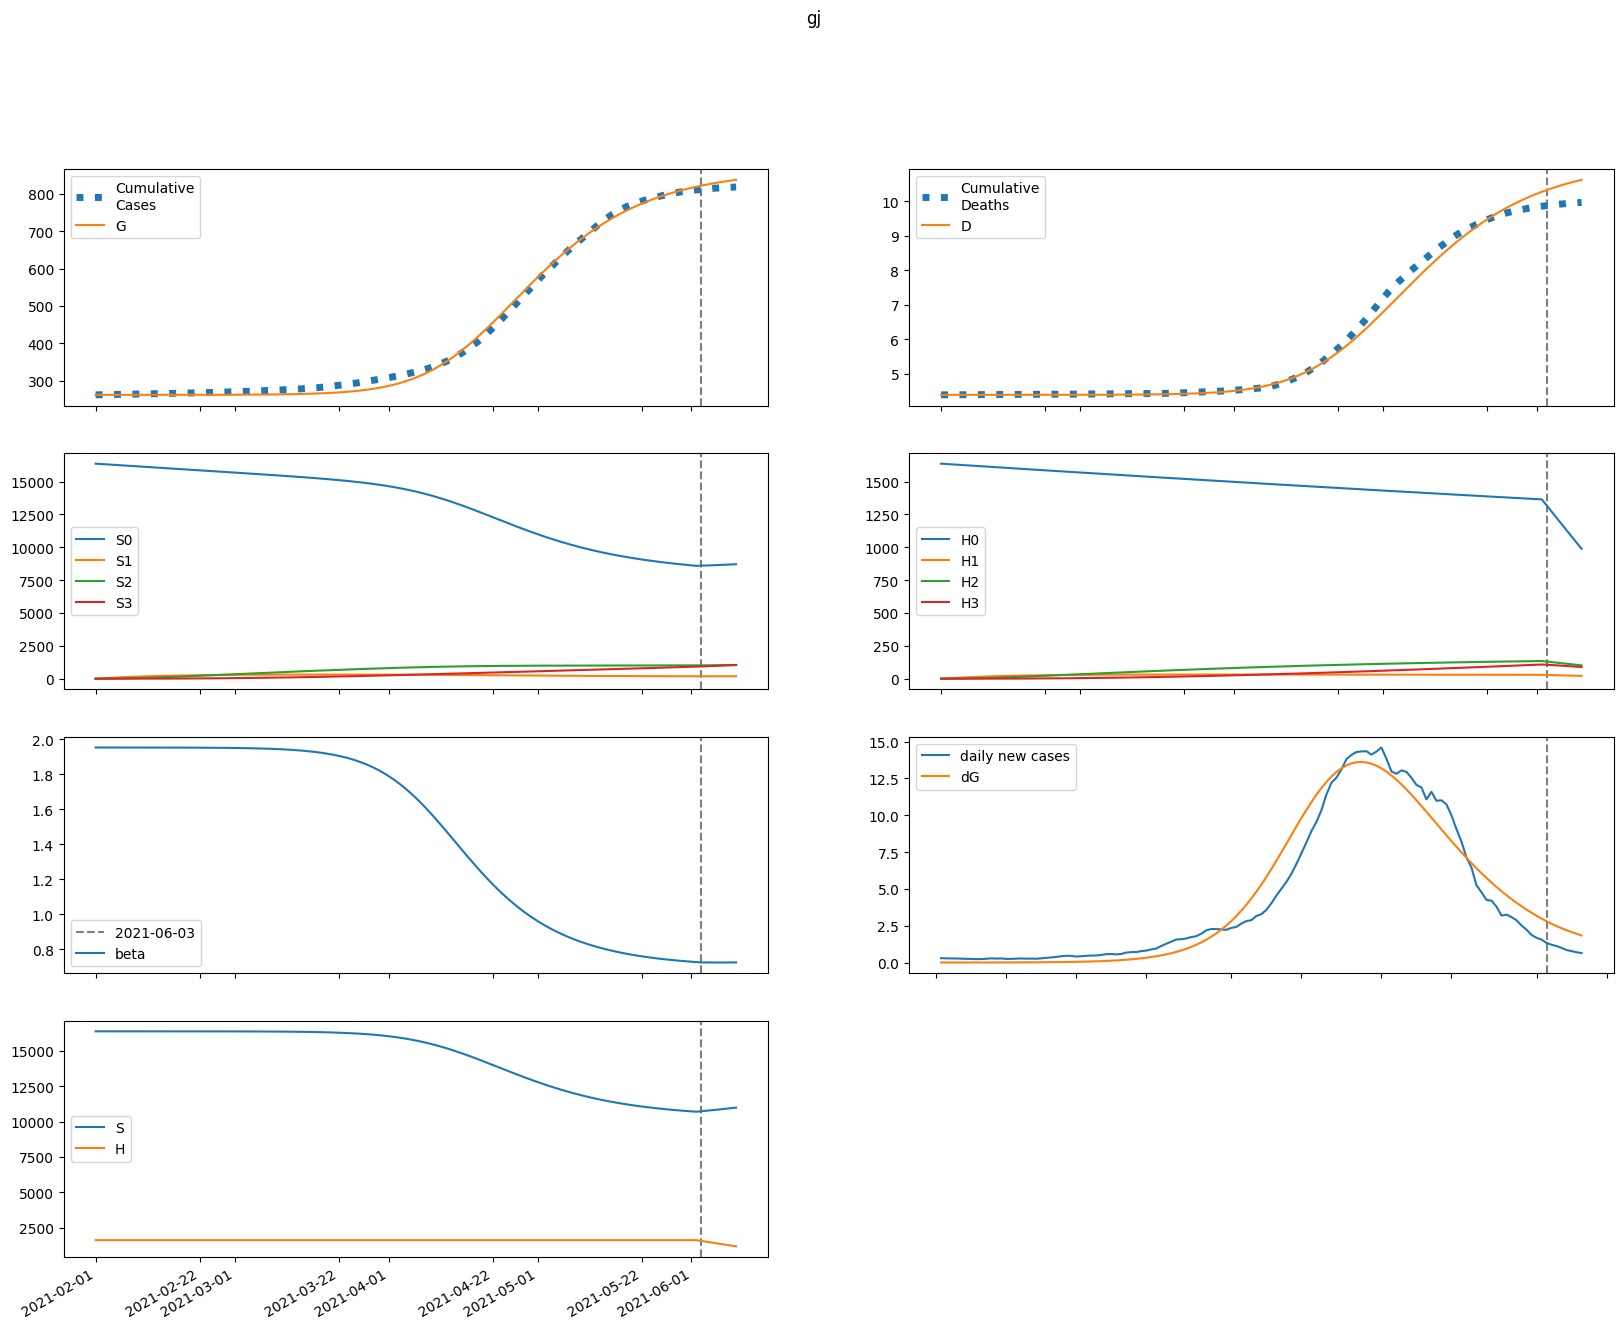 gj
Cumulative
Cases
G
800
700
600
500
400
300
Cumulative
Deaths
D
10
9
8
7
6
5
S0
S1
S2
S3
15000
12500
10000
7500
5000
2500
0
H0
H1
H2
H3
1500
1250
1000
750
500
250
0
2021-06-03
beta
2.0
1.8
1.6
1.4
1.2
1.0
0.8
daily new cases
dG
15.0
12.5
10.0
7.5
5.0
2.5
0.0
S
H
15000
12500
10000
7500
5000
2500
2021-02-01
2021-02-22
2021-03-01
2021-03-22
2021-04-01
2021-04-22
2021-05-01
2021-05-22
2021-06-01